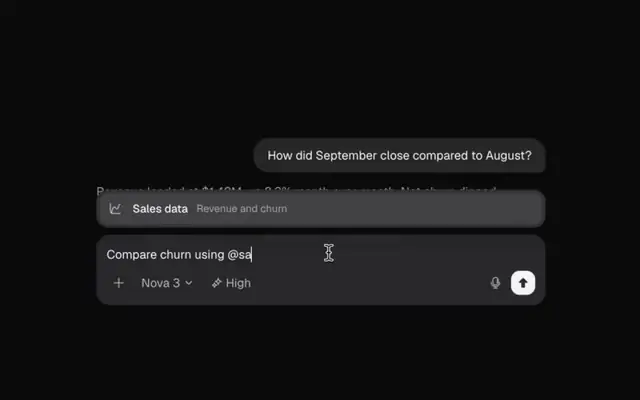 How did September close compared to August?
Sales data Revenue and churn
Compare churn using @sa
Nova 3 High